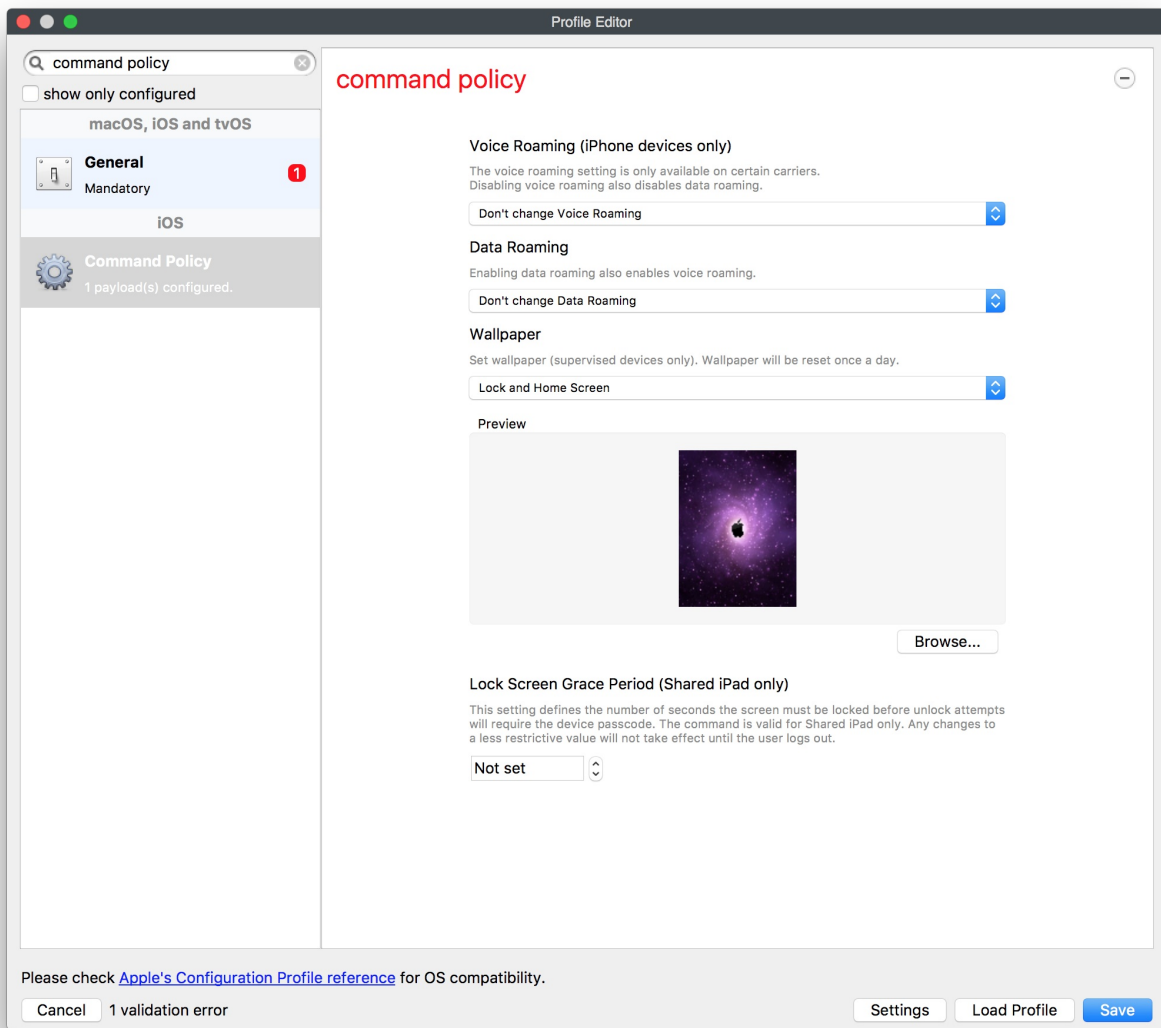 Profile Editor
command policy
show only configured
macOS, iOS and tvOS
General
Mandatory
1
iOS
Command Policy
1 payload(s) configured.
command policy
Voice Roaming (iPhone devices only)
The voice roaming setting is only available on certain carriers.
Disabling voice roaming also disables data roaming.
Don't change Voice Roaming
Data Roaming
Enabling data roaming also enables voice roaming.
Don't change Data Roaming
Wallpaper
Set wallpaper (supervised devices only). Wallpaper will be reset once a day.
Lock and Home Screen
Preview
Browse...
Lock Screen Grace Period (Shared iPad only)
This setting defines the number of seconds the screen must be locked before unlock attempts
will require the device passcode. The command is valid for Shared iPad only. Any changes to
a less restrictive value will not take effect until the user logs out.
Not set
Please check Apple's Configuration Profile reference for OS compatibility.
Cancel 1 validation error Settings Load Profile Save